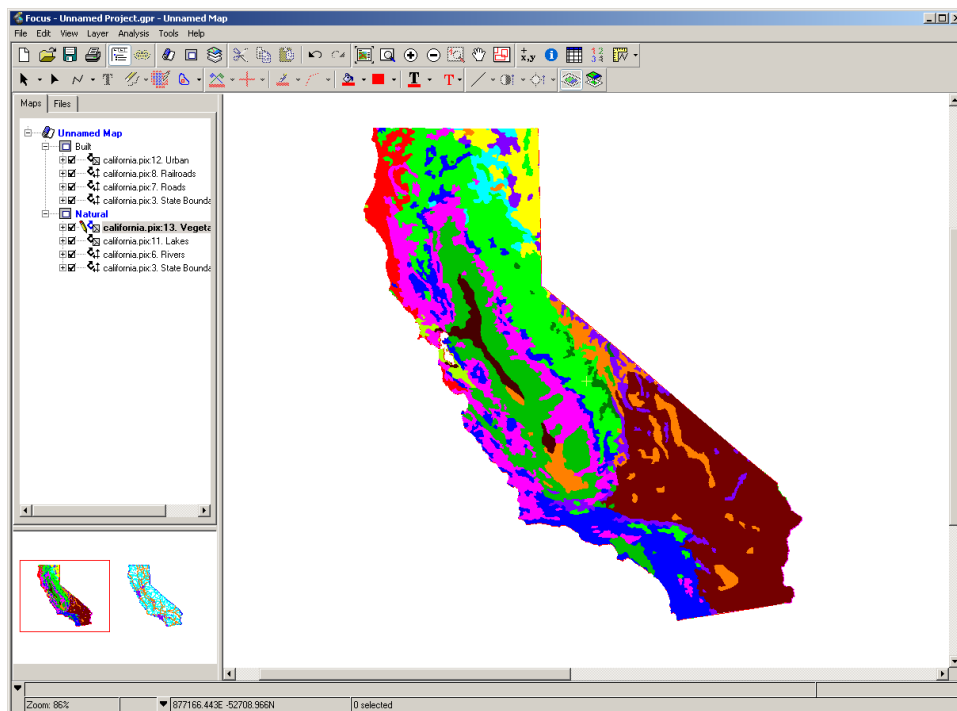 Focus - Unnamed Project.gpr - Unnamed Map
File Edit View Layer Analysis Tools Help
Maps Files
Unnamed Map
Built
california.pix:12. Urban
california.pix:8. Railroads
california.pix:7. Roads
california.pix:3. State Bounda
Natural
california.pix:13. Vegeta
california.pix:11. Lakes
california.pix:6. Rivers
california.pix:3. State Bounda
Zoom: 86% 877166.443E -52708.966N 0 selected